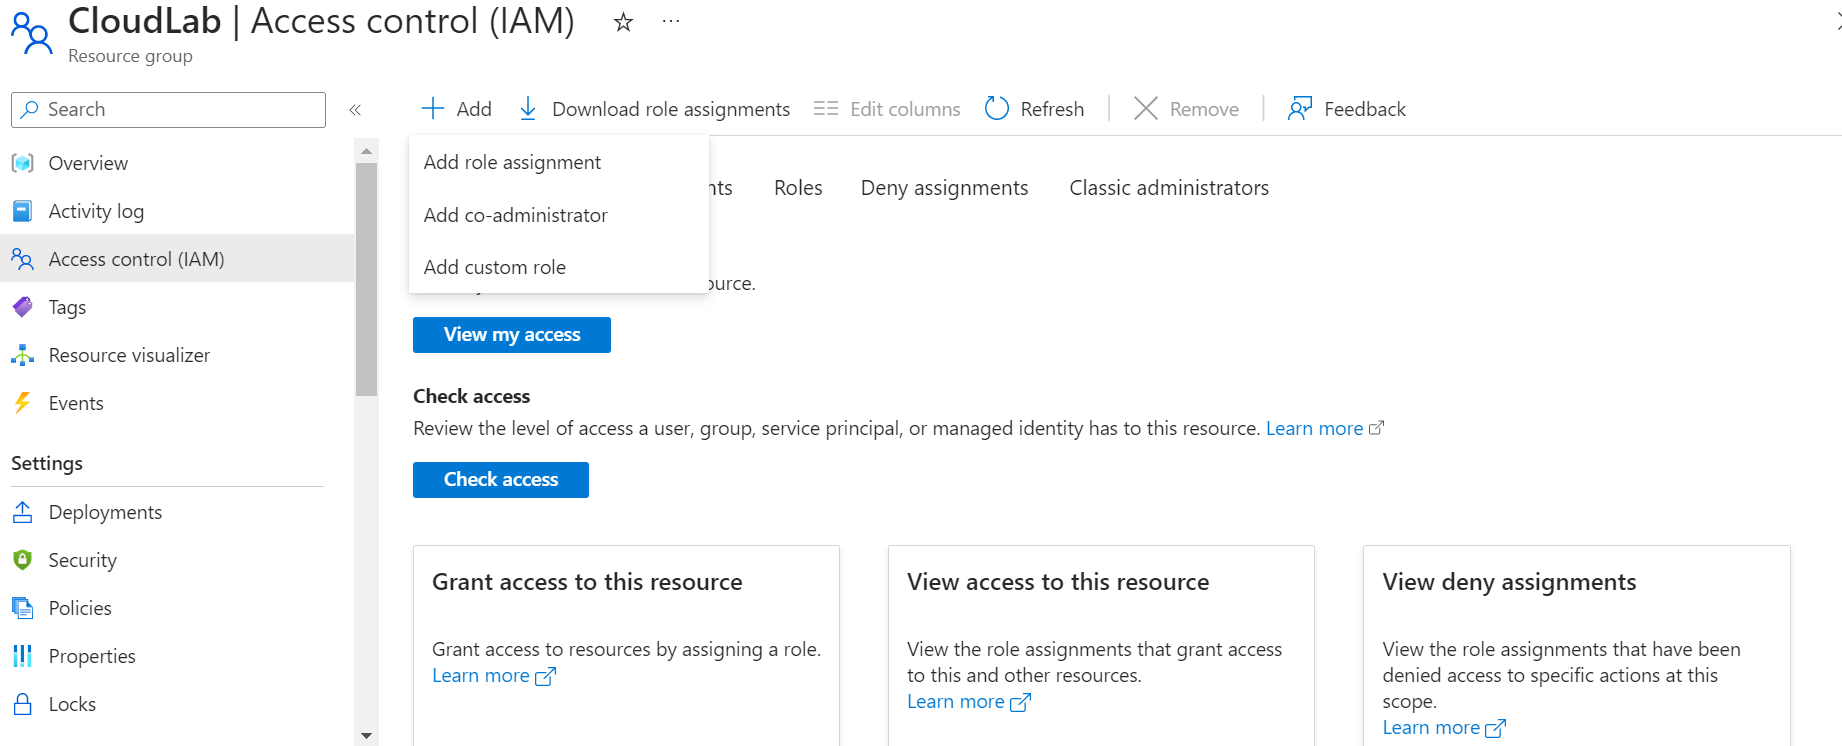 CloudLab | Access control (IAM) ☆ ...
Resource group
Search «
Add Download role assignments Edit columns Refresh Remove Feedback
Overview
Activity log
Access control (IAM)
Tags
Resource visualizer
Events
Settings
Deployments
Security
Policies
Properties
Locks
Add role assignment
Add co-administrator
Add custom role
Roles Deny assignments Classic administrators
View my access
Check access
Review the level of access a user, group, service principal, or managed identity has to this resource. Learn more
Check access
Grant access to this resource
Grant access to resources by assigning a role.
Learn more
View access to this resource
View the role assignments that grant access
to this and other resources.
Learn more
View deny assignments
View the role assignments that have been
denied access to specific actions at this
scope.
Learn more